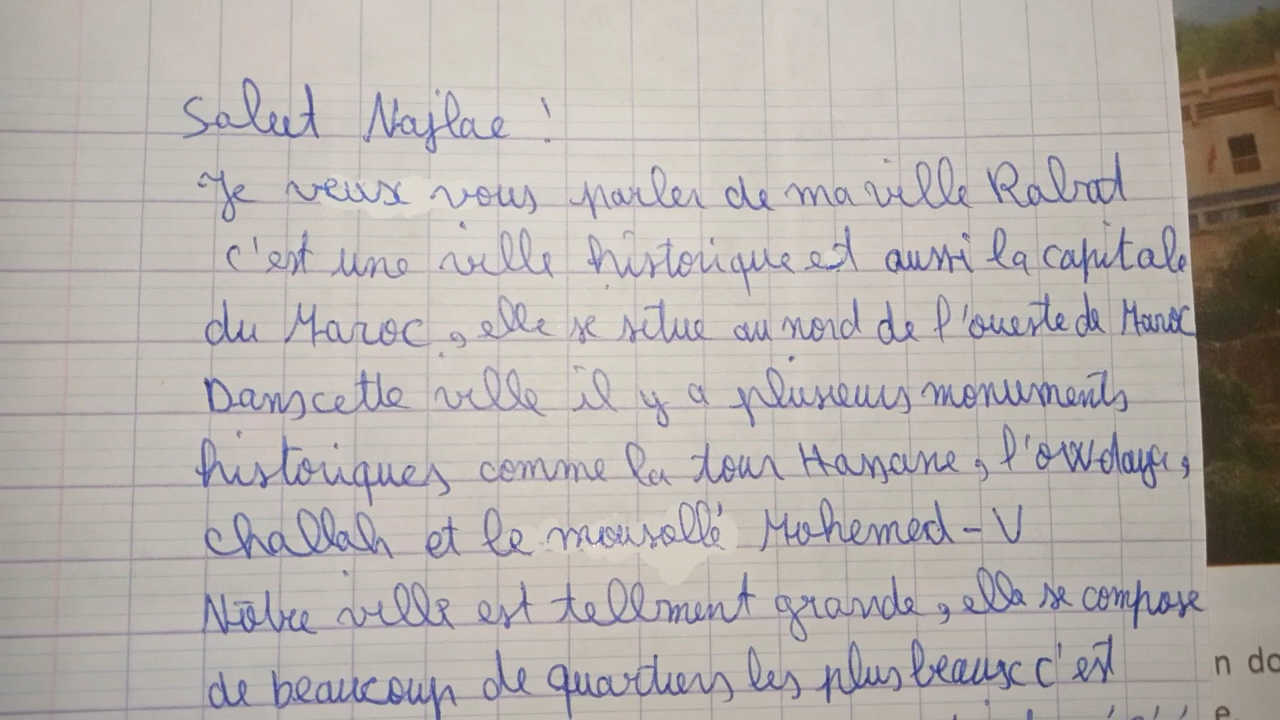 Salut Najlae !
Je veux vous parler de ma ville Rabat
c'est une ville historique est aussi la capitale
du Maroc, elle se situe au nord de l'oueste de Maroc
Dans cette ville il y a plusieurs monuments
historiques comme la tour Hassane, l'owdaya,
challah et le mousollé Mohemed-V
Nôtre ville est tellment grande, elle se compose
de beaucoup de quartiers les plus beaux c'est
n do
e